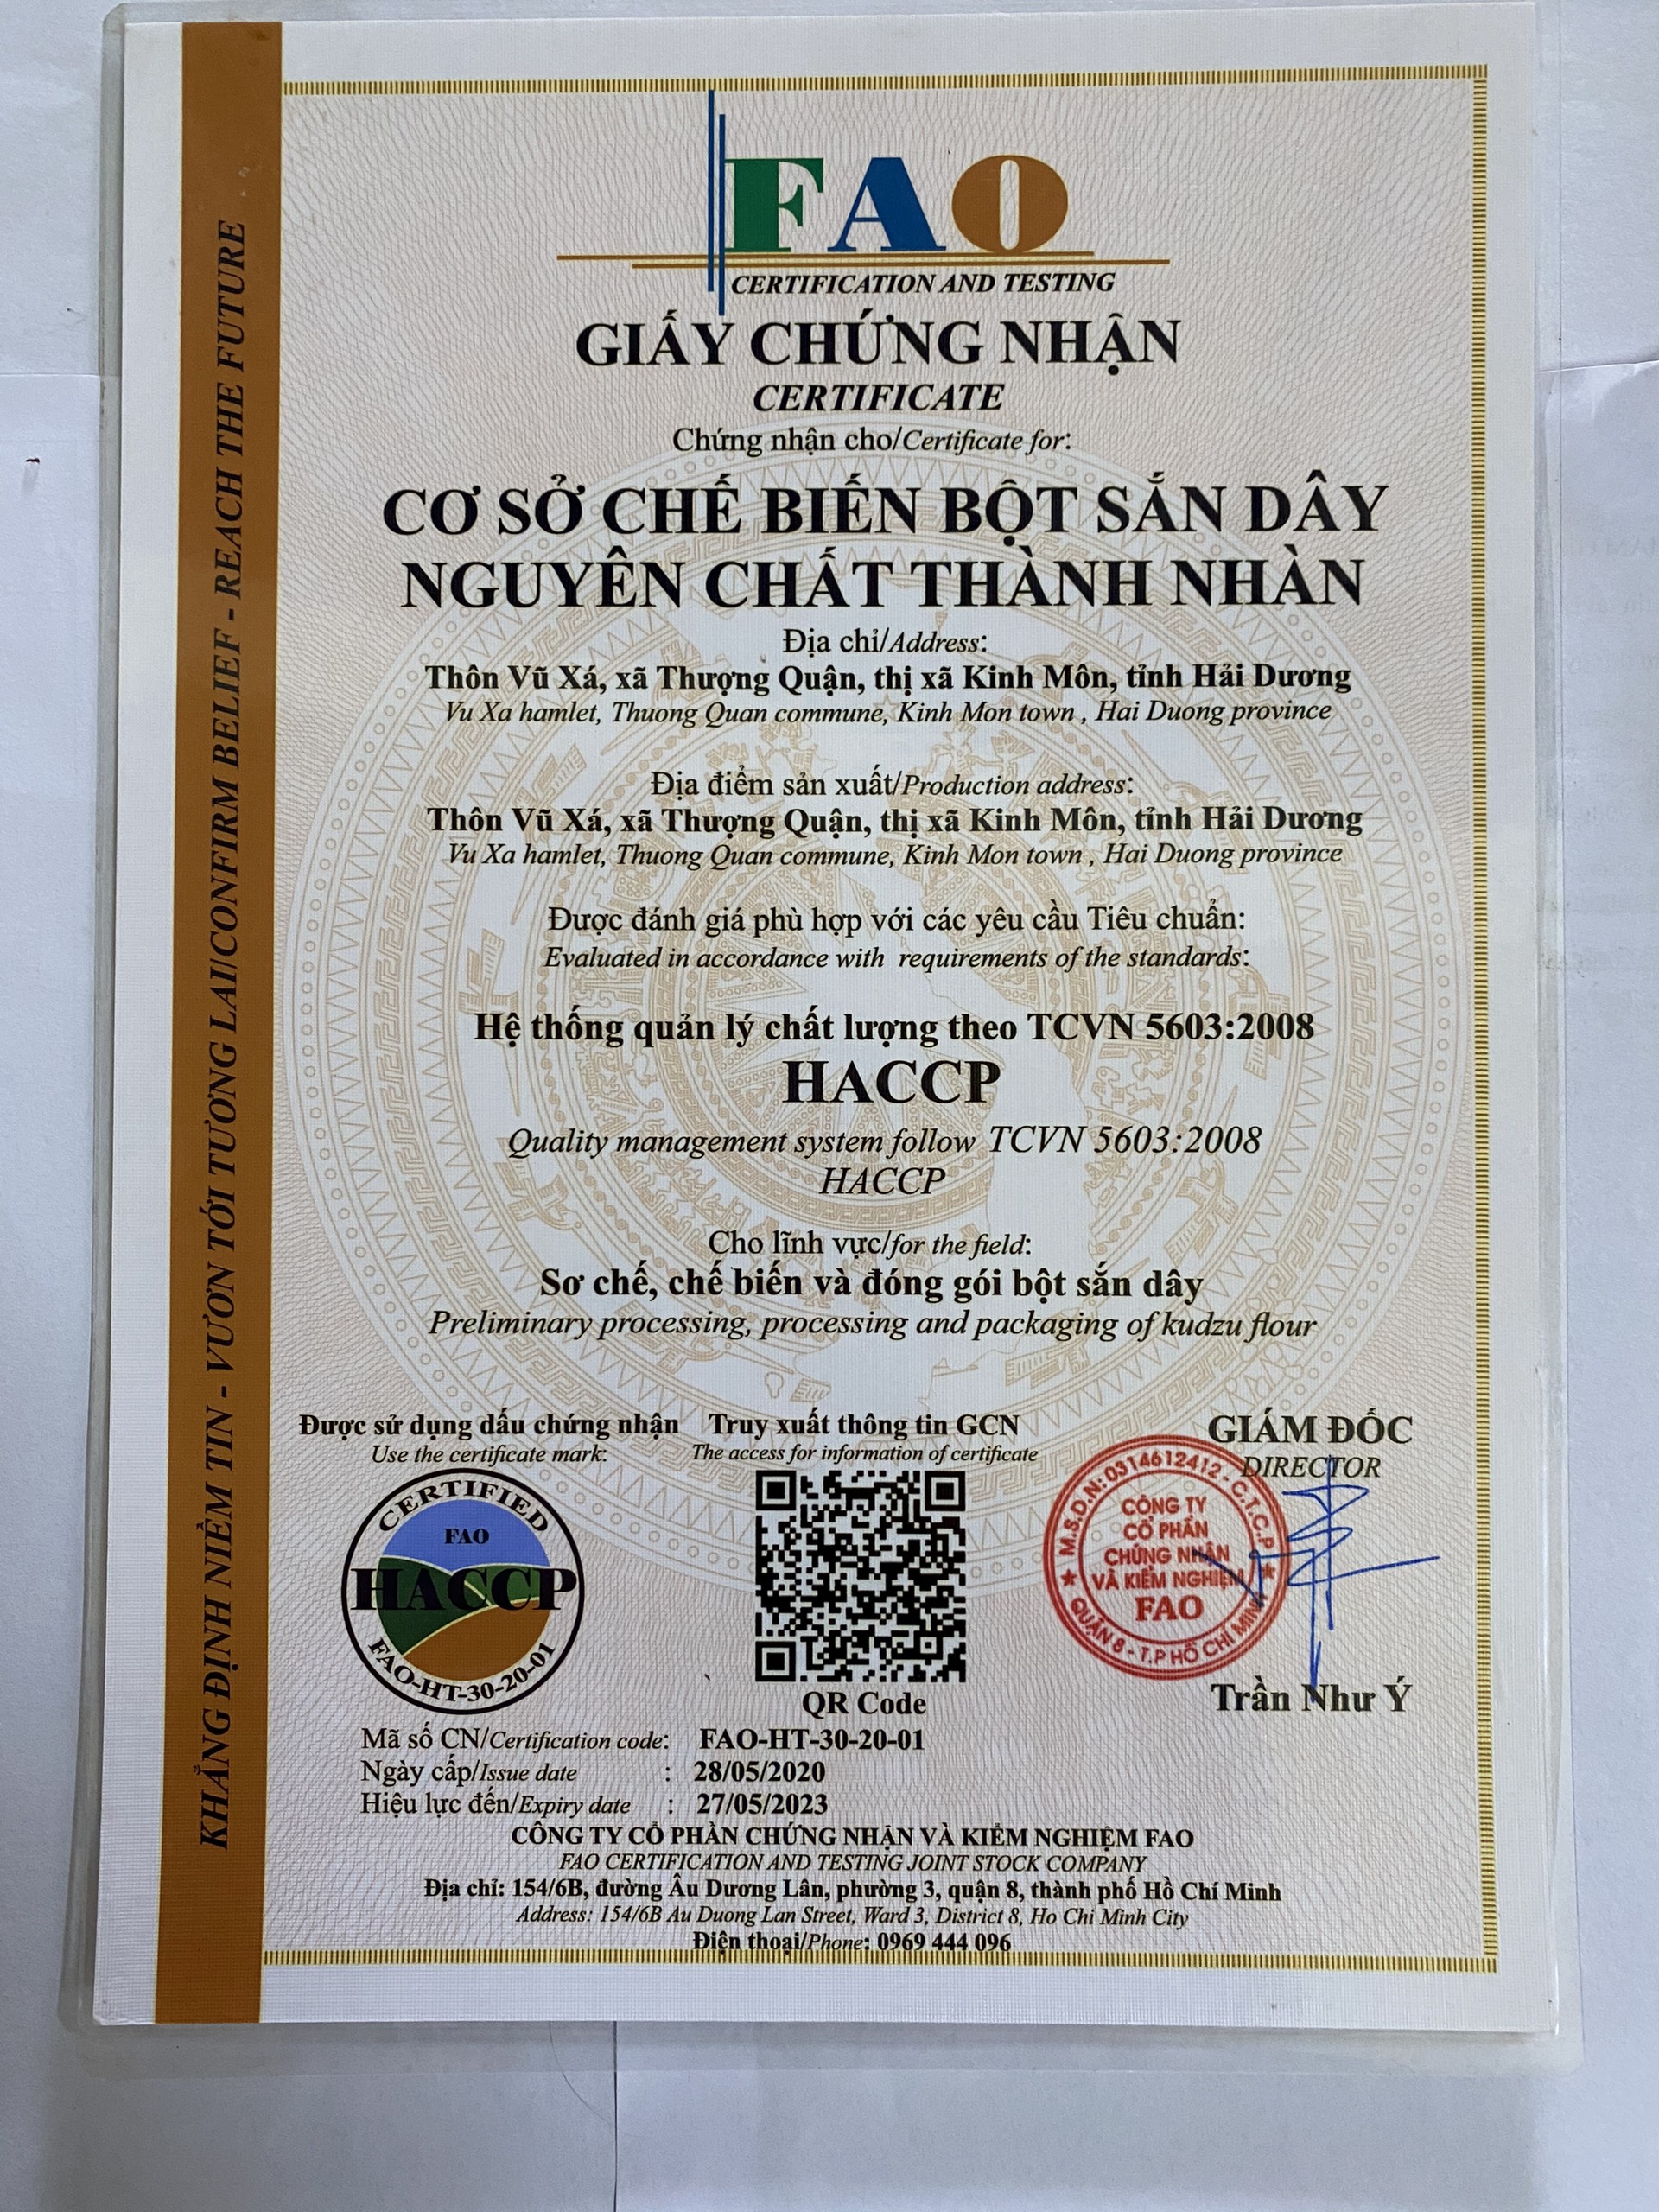 FAO
CERTIFICATION AND TESTING
GIẤY CHỨNG NHẬN
CERTIFICATE
Chứng nhận cho/Certificate for:
CƠ SỞ CHẾ BIẾN BỘT SẮN DÂY
NGUYÊN CHẤT THÀNH NHÀN
Địa chỉ/Address:
Thôn Vũ Xá, xã Thượng Quận, thị xã Kinh Môn, tỉnh Hải Dương
Vu Xa hamlet, Thuong Quan commune, Kinh Mon town , Hai Duong province
Địa điểm sản xuất/Production address:
Thôn Vũ Xá, xã Thượng Quận, thị xã Kinh Môn, tỉnh Hải Dương
Vu Xa hamlet, Thuong Quan commune, Kinh Mon town , Hai Duong province
Được đánh giá phù hợp với các yêu cầu Tiêu chuẩn:
Evaluated in accordance with requirements of the standards:
Hệ thống quản lý chất lượng theo TCVN 5603:2008
HACCP
Quality management system follow TCVN 5603:2008
HACCP
Cho lĩnh vực/for the field:
Sơ chế, chế biến và đóng gói bột sắn dây
Preliminary processing, processing and packaging of kudzu flour
Được sử dụng dấu chứng nhận
Use the certificate mark:
CERTIFIED
FAO
HACCP
FAO-HT-30-20-01
Truy xuất thông tin GCN
The access for information of certificate
QR Code
GIÁM ĐỐC
DIRECTOR
M.S.D.N: 0314612412 - C.T.C.P
CÔNG TY
CỔ PHẦN
CHỨNG NHẬN
VÀ KIỂM NGHIỆM
FAO
QUẬN 8 - T.P HỒ CHÍ MINH
Trần Như Ý
Mã số CN/Certification code: FAO-HT-30-20-01
Ngày cấp/Issue date : 28/05/2020
Hiệu lực đến/Expiry date : 27/05/2023
CÔNG TY CỔ PHẦN CHỨNG NHẬN VÀ KIỂM NGHIỆM FAO
FAO CERTIFICATION AND TESTING JOINT STOCK COMPANY
Địa chỉ: 154/6B, đường Âu Dương Lân, phường 3, quận 8, thành phố Hồ Chí Minh
Address: 154/6B Au Duong Lan Street, Ward 3, District 8, Ho Chi Minh City
Điện thoại/Phone: 0969 444 096
KHẲNG ĐỊNH NIỀM TIN - VƯƠN TỚI TƯƠNG LAI/CONFIRM BELIEF - REACH THE FUTURE